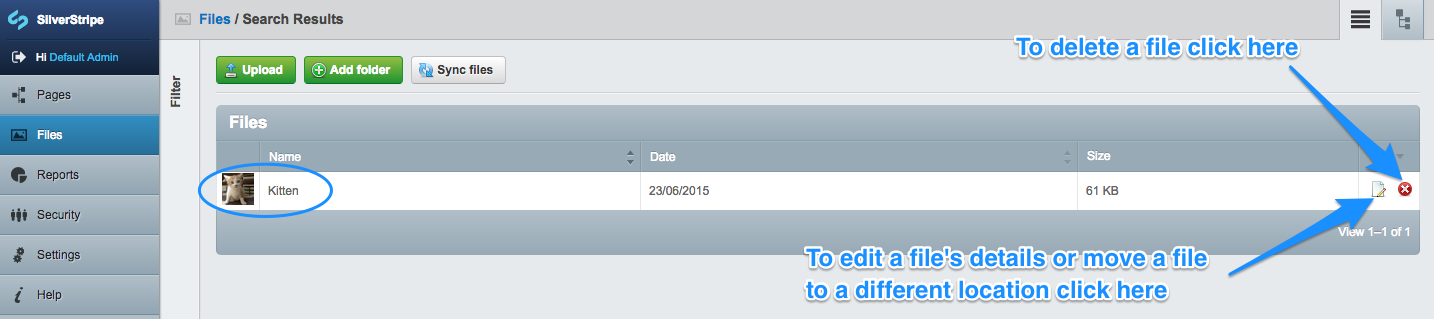 SilverStripe
Files / Search Results
To delete a file click here
Hi Default Admin
Upload
Add folder
Sync files
Filter
Pages
Files
Files
Name
Date
Size
Reports
Kitten
23/06/2015
61 KB
Security
View 1–1 of 1
Settings
To edit a file's details or move a file
to a different location click here
Help